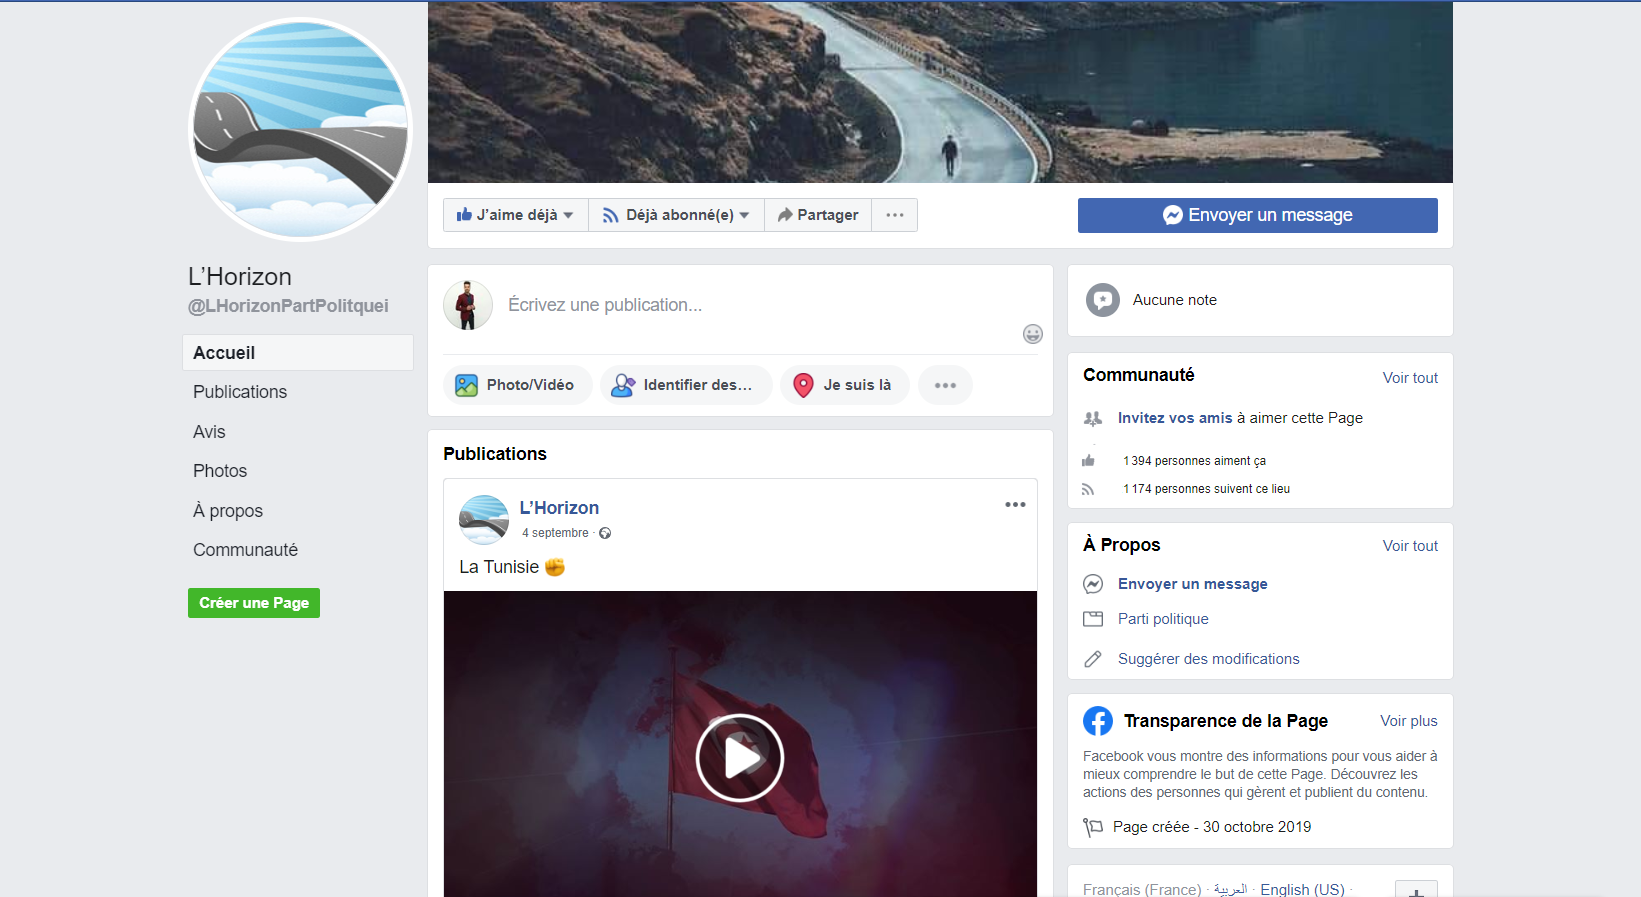 L’Horizon
@LHorizonPartPolitquei
Accueil
Publications
Avis
Photos
À propos
Communauté
Créer une Page
J’aime déjà
Déjà abonné(e)
Partager
Envoyer un message
Écrivez une publication...
Photo/Vidéo
Identifier des…
Je suis là
Publications
L’Horizon
4 septembre ·
La Tunisie ✊
Aucune note
Communauté
Voir tout
Invitez vos amis à aimer cette Page
1 394 personnes aiment ça
1 174 personnes suivent ce lieu
À Propos
Voir tout
Envoyer un message
Parti politique
Suggérer des modifications
Transparence de la Page
Voir plus
Facebook vous montre des informations pour vous aider à
mieux comprendre le but de cette Page. Découvrez les
actions des personnes qui gèrent et publient du contenu.
Page créée - 30 octobre 2019
Français (France) · العربية · English (US) ·